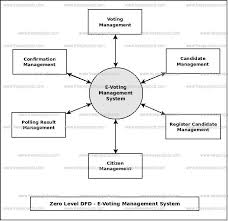 Voting
Management
Confirmation
Management
Candidate
Management
E-Voting
Management
System
Polling Result
Management
Register Candidate
Management
Citizen
Management
Zero Level DFD - E-Voting Management System